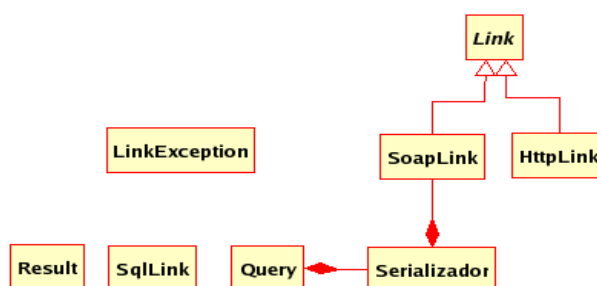 Link
LinkException
SoapLink
HttpLink
Result
SqlLink
Query
Serializador